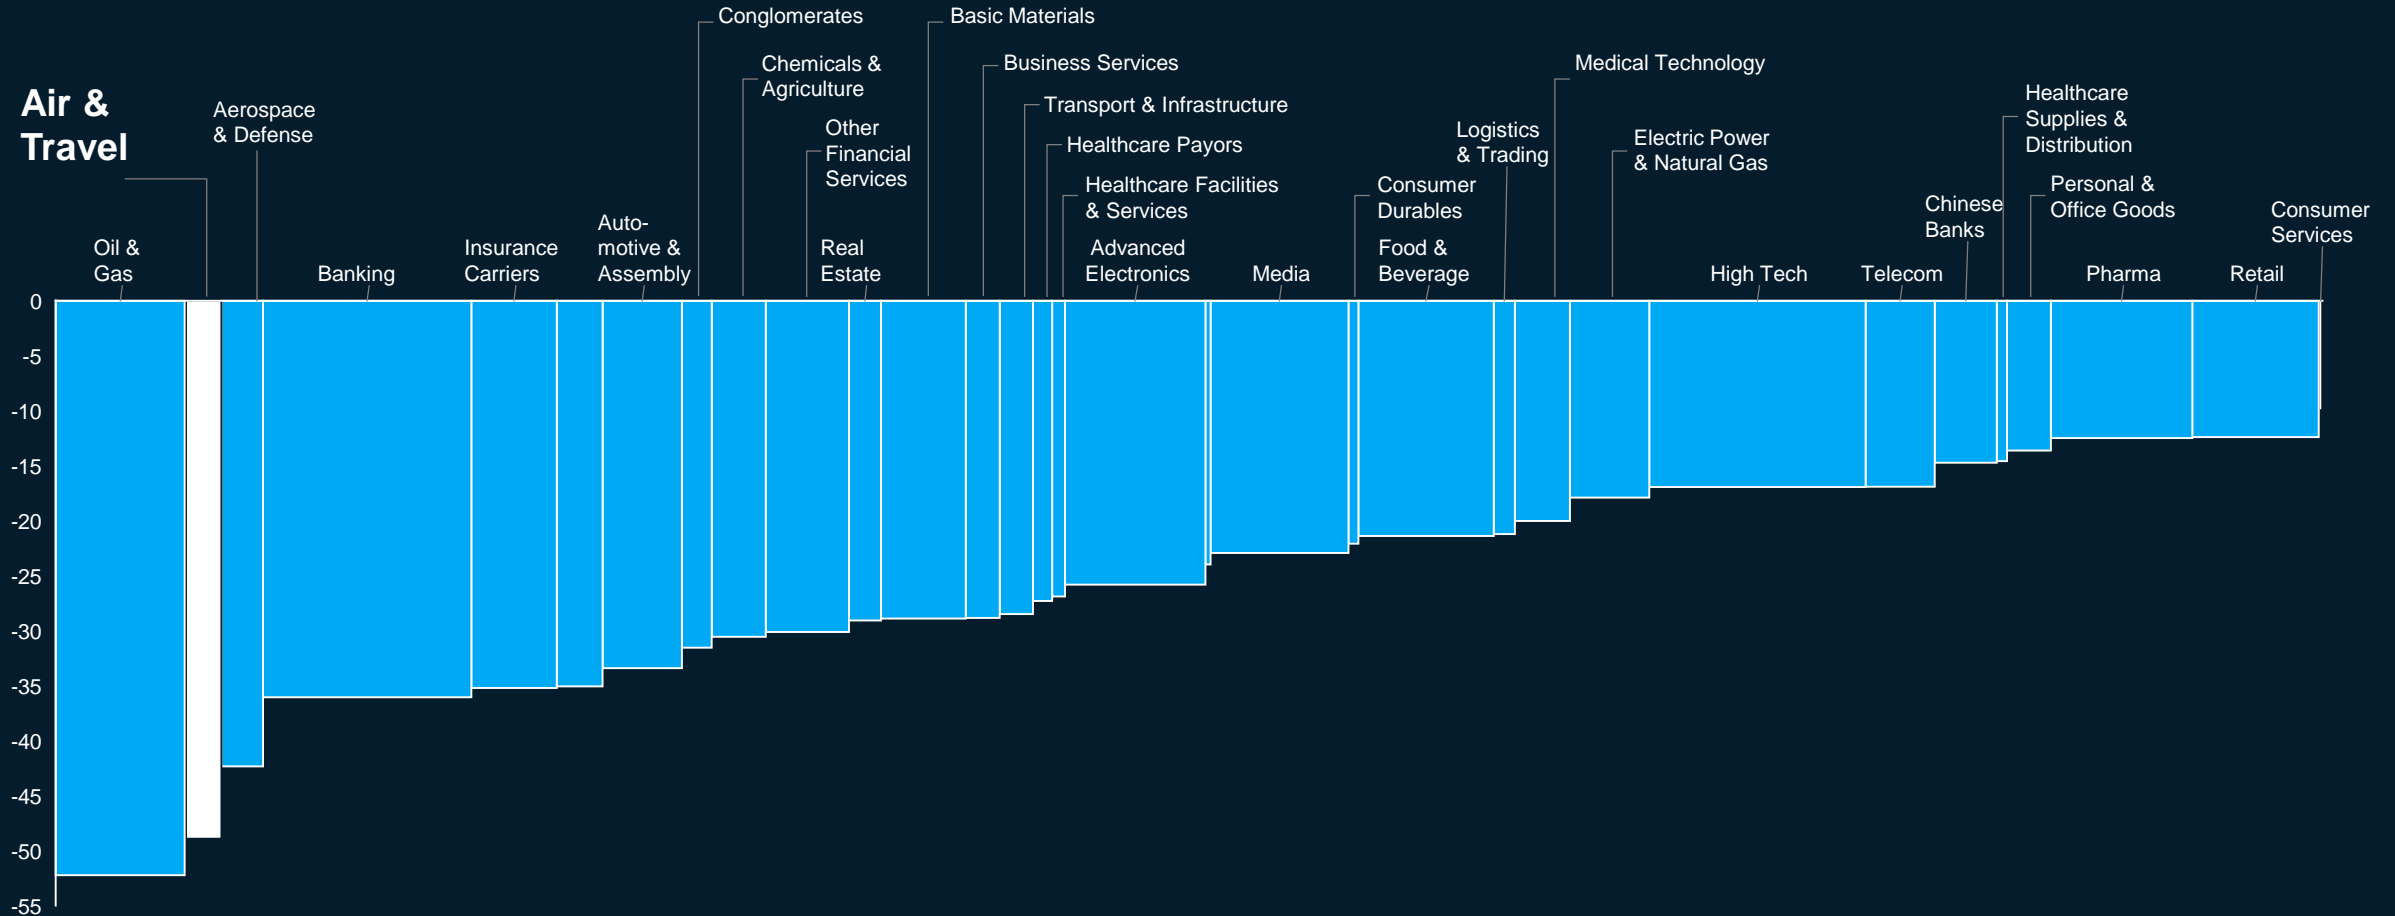 Conglomerates
Basic Materials
Chemicals &
Agriculture
Business Services
Medical Technology
Air &
Travel
Aerospace
& Defense
Other
Financial
Services
Transport & Infrastructure
Healthcare Payors
Healthcare Facilities
& Services
Logistics
& Trading
Consumer
Durables
Electric Power
& Natural Gas
Healthcare
Supplies &
Distribution
Personal &
Office Goods
Chinese
Banks
Consumer
Services
Oil &
Gas
Banking
Insurance
Carriers
Auto-
motive &
Assembly
Real
Estate
Advanced
Electronics
Media
Food &
Beverage
High Tech
Telecom
Pharma
Retail
0
-5
-10
-15
-20
-25
-30
-35
-40
-45
-50
-55